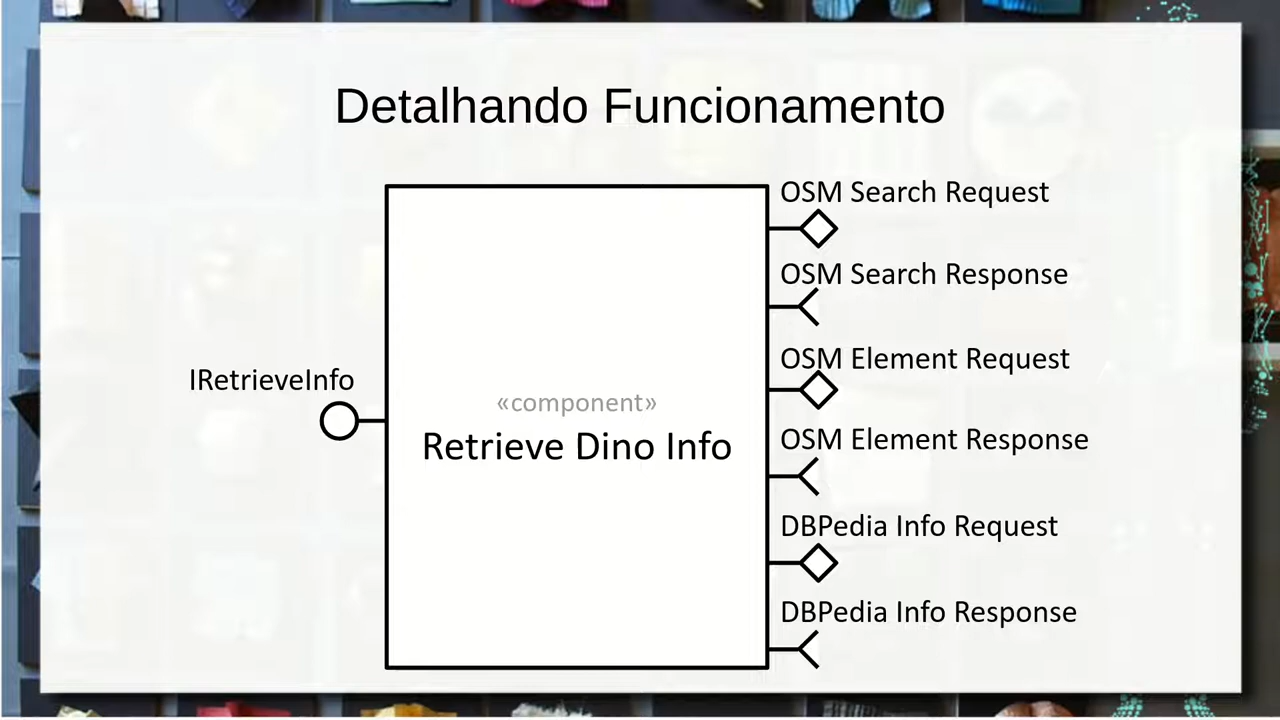 Detalhando Funcionamento
OSM Search Request
OSM Search Response
OSM Element Request
IRetrieveInfo
«component»
Retrieve Dino Info
OSM Element Response
DBPedia Info Request
DBPedia Info Response